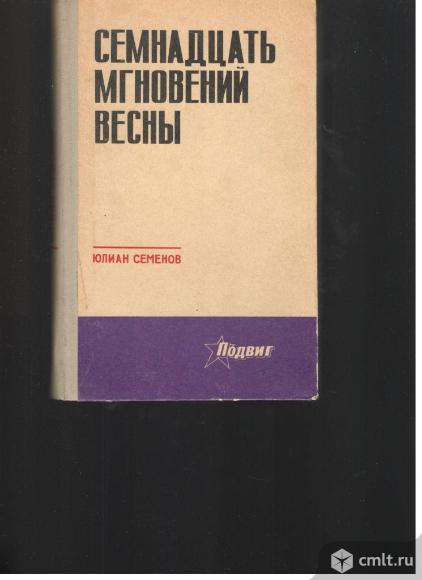 СЕМНАДЦАТЬ
МГНОВЕНИЙ
ВЕСНЫ
ЮЛИАН СЕМЕНОВ
Подвиг
cmlt.ru